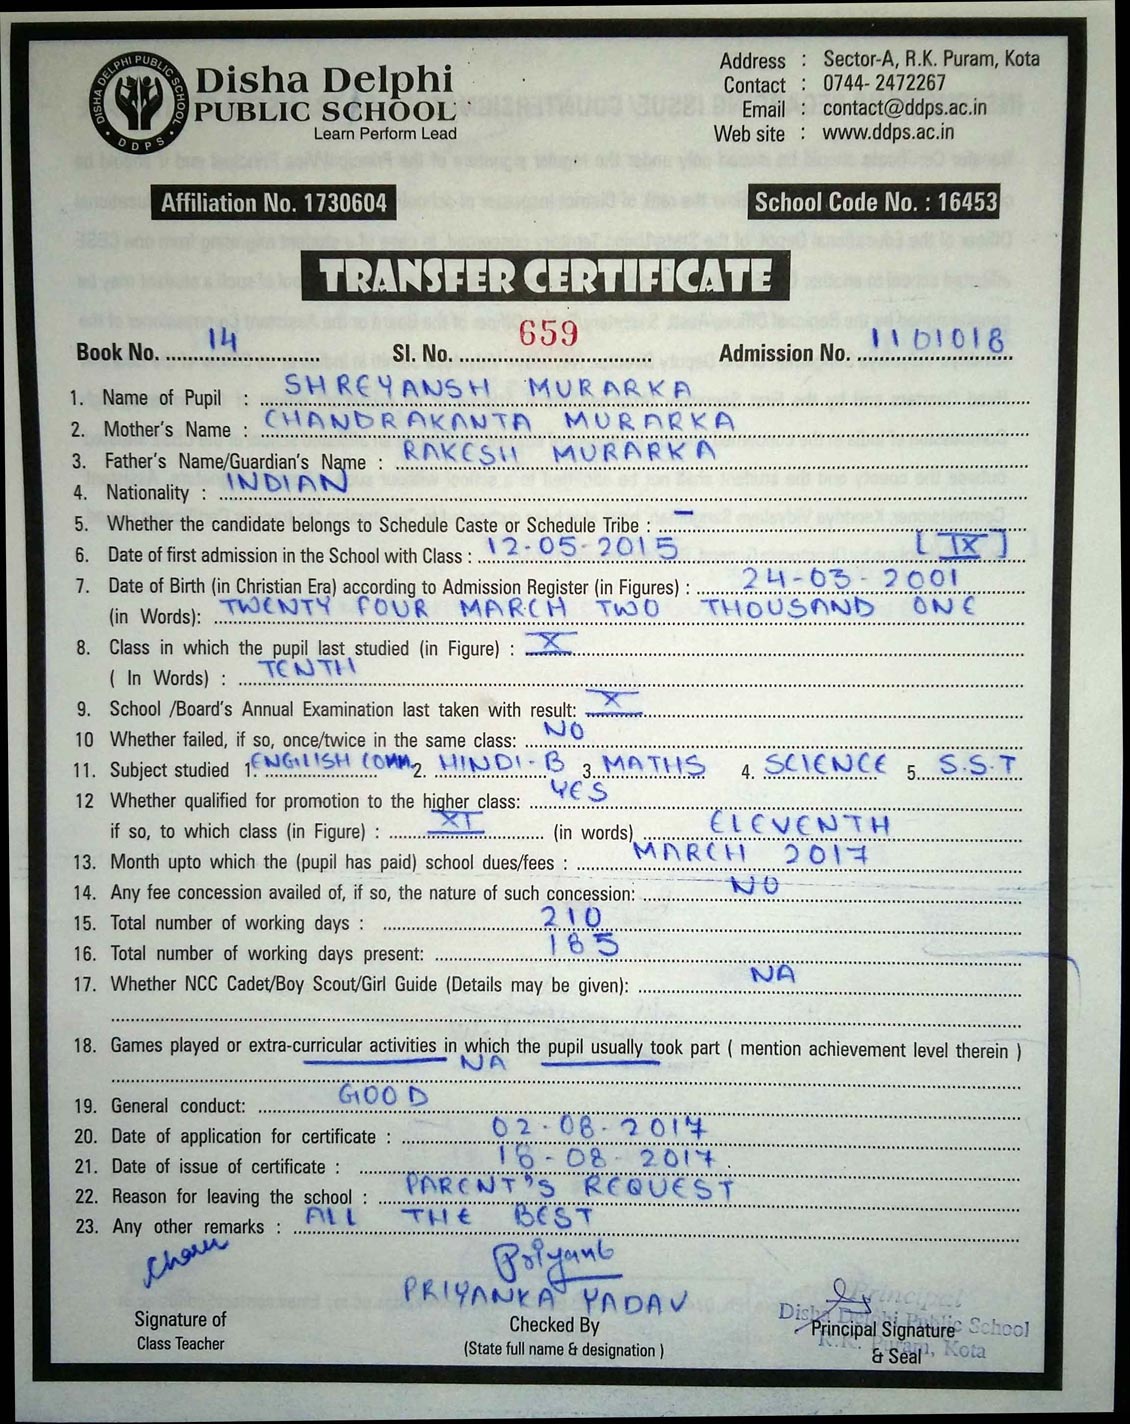 DISHA DELPHI PUBLIC SCHOOL
DDPS
Disha Delphi
PUBLIC SCHOOL
Learn Perform Lead
Address : Sector-A, R.K. Puram, Kota
Contact : 0744- 2472267
Email : contact@ddps.ac.in
Web site : www.ddps.ac.in
Affiliation No. 1730604
School Code No. : 16453
TRANSFER CERTIFICATE
Book No. 14 Sl. No. 659 Admission No. 1101018
1. Name of Pupil : SHREYANSH MURARKA
2. Mother's Name : CHANDRAKANTA MURARKA
3. Father's Name/Guardian's Name : RAKESH MURARKA
4. Nationality : INDIAN
5. Whether the candidate belongs to Schedule Caste or Schedule Tribe : –
6. Date of first admission in the School with Class : 12-05-2015 [IX]
7. Date of Birth (in Christian Era) according to Admission Register (in Figures) : 24-03-2001
(in Words): TWENTY FOUR MARCH TWO THOUSAND ONE
8. Class in which the pupil last studied (in Figure) : X
( In Words) : TENTH
9. School /Board's Annual Examination last taken with result: X
10 Whether failed, if so, once/twice in the same class: NO
11. Subject studied 1. ENGLISH COMM. 2. HINDI-B 3. MATHS 4. SCIENCE 5. S.S.T
12 Whether qualified for promotion to the higher class: YES
if so, to which class (in Figure) : XI (in words) ELEVENTH
13. Month upto which the (pupil has paid) school dues/fees : MARCH 2017
14. Any fee concession availed of, if so, the nature of such concession: NO
15. Total number of working days : 210
16. Total number of working days present: 185
17. Whether NCC Cadet/Boy Scout/Girl Guide (Details may be given): NA
18. Games played or extra-curricular activities in which the pupil usually took part ( mention achievement level therein )
NA
19. General conduct: GOOD
20. Date of application for certificate : 02-08-2017
21. Date of issue of certificate : 18-08-2017
22. Reason for leaving the school : PARENT'S REQUEST
23. Any other remarks : ALL THE BEST
Priyanka
PRIYANKA YADAV
Signature of
Class Teacher
Checked By
(State full name & designation )
Principal
Disha Delphi Public School
R.K. Puram, Kota
Principal Signature
& Seal